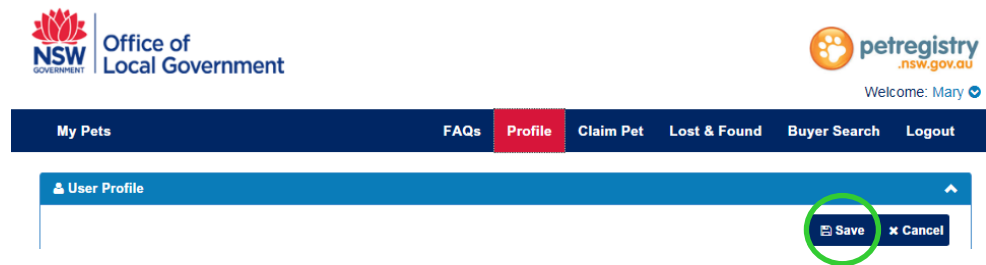 NSW
GOVERNMENT
Office of
Local Government
petregistry
.nsw.gov.au
Welcome: Mary
My Pets FAQs Profile Claim Pet Lost & Found Buyer Search Logout
User Profile
Save Cancel